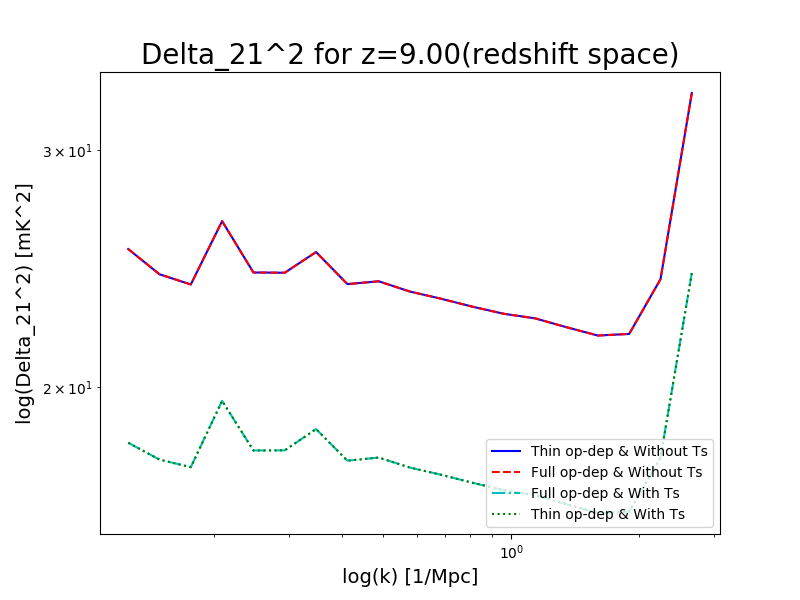 Delta_21^2 for z=9.00(redshift space)
log(Delta_21^2) [mK^2]
3 × 10^1
2 × 10^1
Thin op-dep & Without Ts
Full op-dep & Without Ts
Full op-dep & With Ts
Thin op-dep & With Ts
10^0
log(k) [1/Mpc]